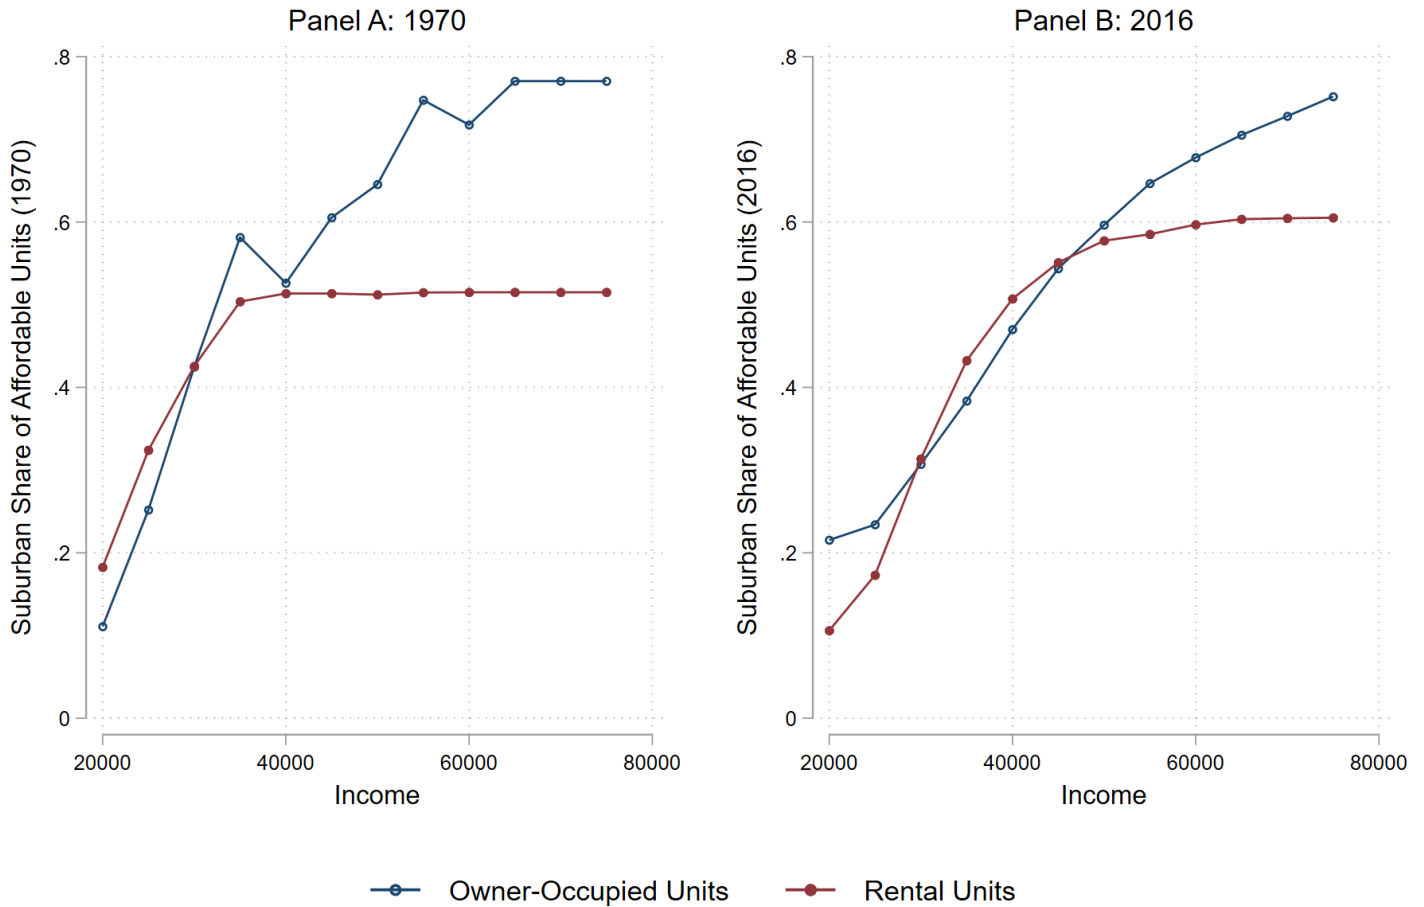 Panel A: 1970
Suburban Share of Affordable Units (1970)
.8
.6
.4
.2
0
20000 40000 60000 80000
Income
Panel B: 2016
Suburban Share of Affordable Units (2016)
.8
.6
.4
.2
0
20000 40000 60000 80000
Income
Owner-Occupied Units Rental Units